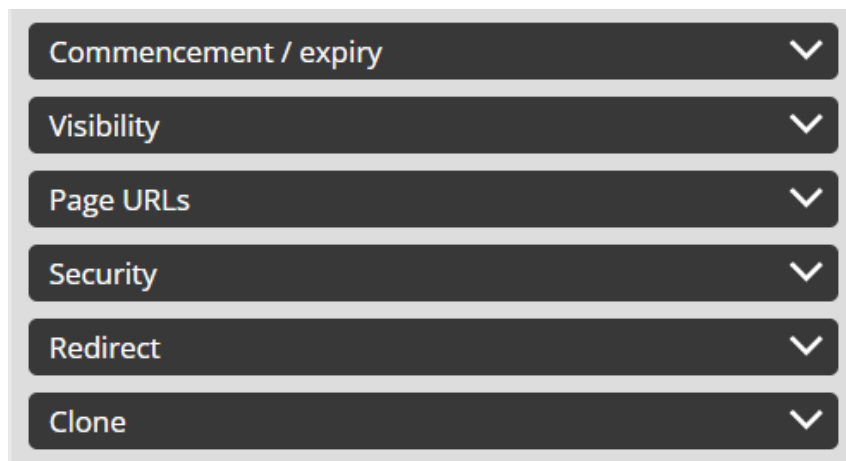 Commencement / expiry
Visibility
Page URLs
Security
Redirect
Clone